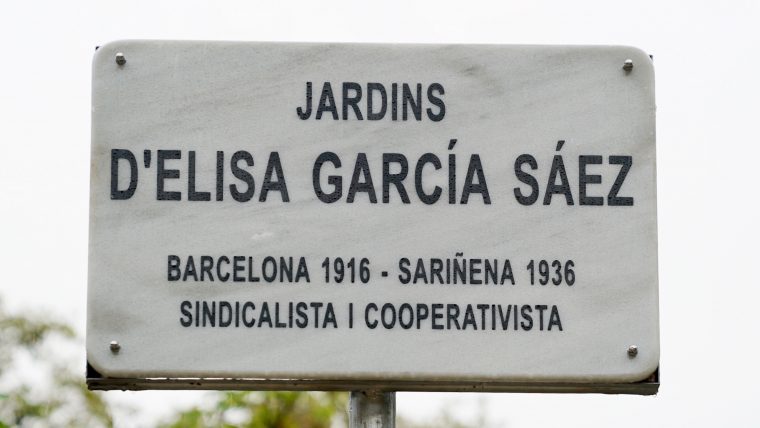 JARDINS
D'ELISA GARCÍA SÁEZ
BARCELONA 1916 - SARIÑENA 1936
SINDICALISTA I COOPERATIVISTA